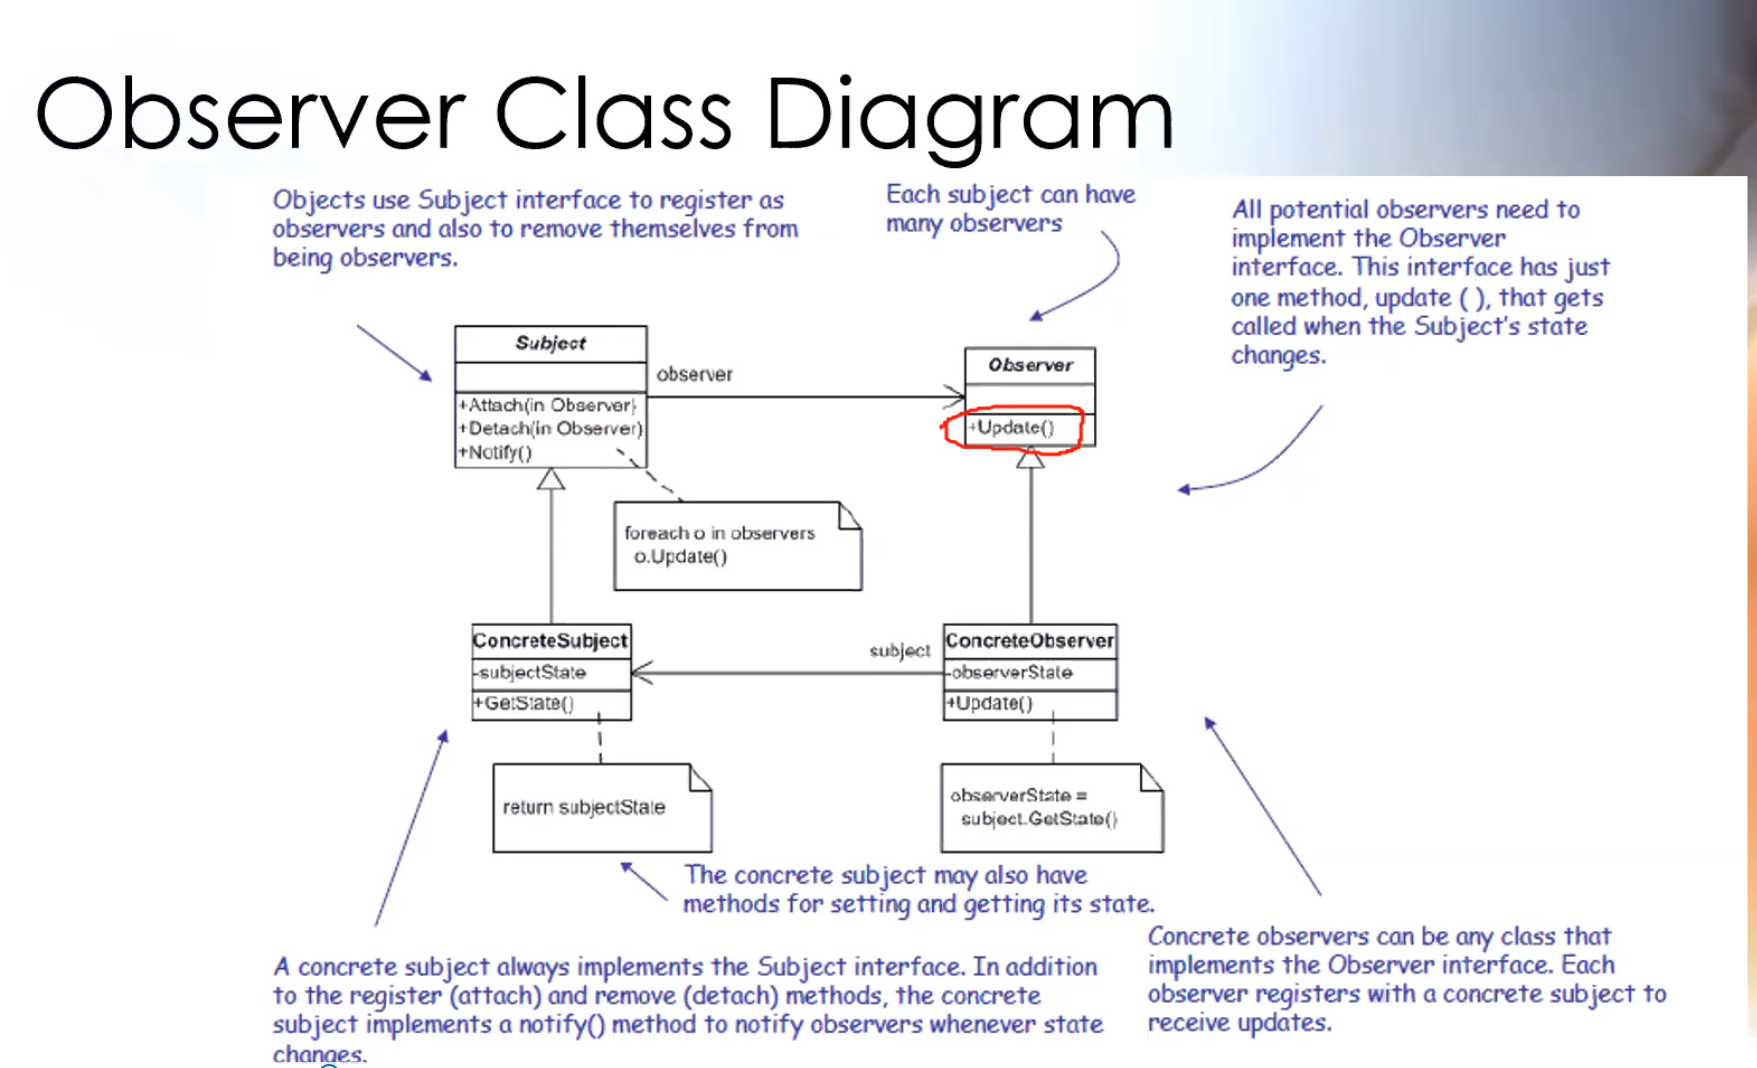 Observer Class Diagram
Objects use Subject interface to register as
observers and also to remove themselves from
being observers.
Each subject can have
many observers
All potential observers need to
implement the Observer
interface. This interface has just
one method, update ( ), that gets
called when the Subject's state
changes.
Subject
+Attach(in Observer)
+Detach(in Observer)
+Notify()
observer
Observer
+Update()
foreach o in observers
o.Update()
ConcreteSubject
-subjectState
+GetState()
subject
ConcreteObserver
-observerState
+Update()
return subjectState
observerState =
subject.GetState()
The concrete subject may also have
methods for setting and getting its state.
A concrete subject always implements the Subject interface. In addition
to the register (attach) and remove (detach) methods, the concrete
subject implements a notify() method to notify observers whenever state
changes.
Concrete observers can be any class that
implements the Observer interface. Each
observer registers with a concrete subject to
receive updates.